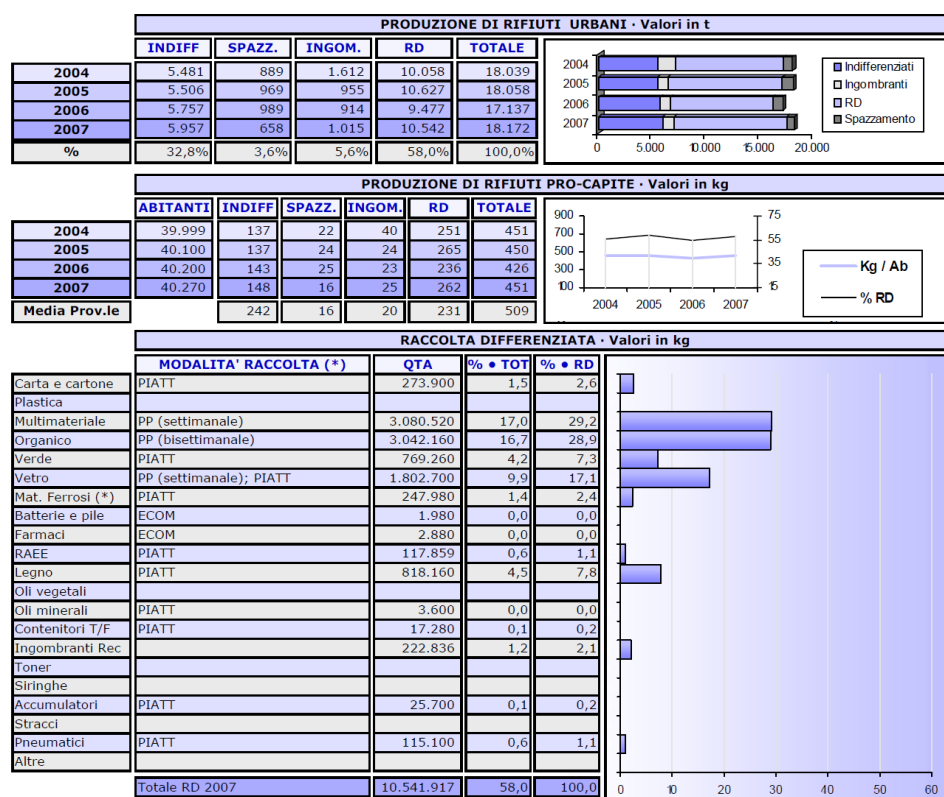 PRODUZIONE DI RIFIUTI URBANI · Valori in t
INDIFF SPAZZ. INGOM. RD TOTALE
2004 5.481 889 1.612 10.058 18.039
2005 5.506 969 955 10.627 18.058
2006 5.757 989 914 9.477 17.137
2007 5.957 658 1.015 10.542 18.172
% 32,8% 3,6% 5,6% 58,0% 100,0%
2004
2005
2006
2007
0 5.000 10.000 15.000 20.000
Indifferenziati
Ingombranti
RD
Spazzamento
PRODUZIONE DI RIFIUTI PRO-CAPITE · Valori in kg
ABITANTI INDIFF SPAZZ. INGOM. RD TOTALE
2004 39.999 137 22 40 251 451
2005 40.100 137 24 24 265 450
2006 40.200 143 25 23 236 426
2007 40.270 148 16 25 262 451
Media Prov.le 242 16 20 231 509
900 75
700 55
500
300 35
100 15
2004 2005 2006 2007
Kg / Ab
% RD
RACCOLTA DIFFERENZIATA · Valori in kg
MODALITA' RACCOLTA (*) QTA % • TOT % • RD
Carta e cartone PIATT 273.900 1,5 2,6
Plastica
Multimateriale PP (settimanale) 3.080.520 17,0 29,2
Organico PP (bisettimanale) 3.042.160 16,7 28,9
Verde PIATT 769.260 4,2 7,3
Vetro PP (settimanale); PIATT 1.802.700 9,9 17,1
Mat. Ferrosi (*) PIATT 247.980 1,4 2,4
Batterie e pile ECOM 1.980 0,0 0,0
Farmaci ECOM 2.880 0,0 0,0
RAEE PIATT 117.859 0,6 1,1
Legno PIATT 818.160 4,5 7,8
Oli vegetali
Oli minerali PIATT 3.600 0,0 0,0
Contenitori T/F PIATT 17.280 0,1 0,2
Ingombranti Rec 222.836 1,2 2,1
Toner
Siringhe
Accumulatori PIATT 25.700 0,1 0,2
Stracci
Pneumatici PIATT 115.100 0,6 1,1
Altre
Totale RD 2007 10.541.917 58,0 100,0
0 10 20 30 40 50 60